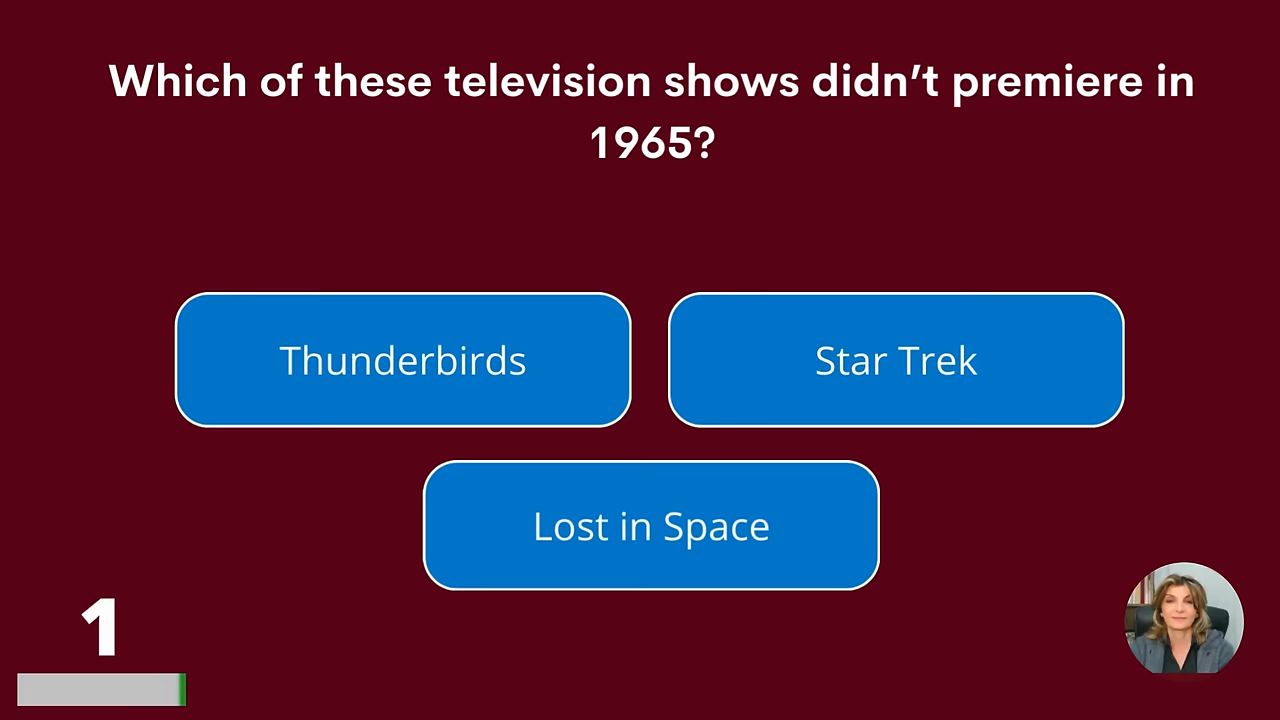 Which of these television shows didn’t premiere in
1965?
Thunderbirds
Star Trek
Lost in Space
1